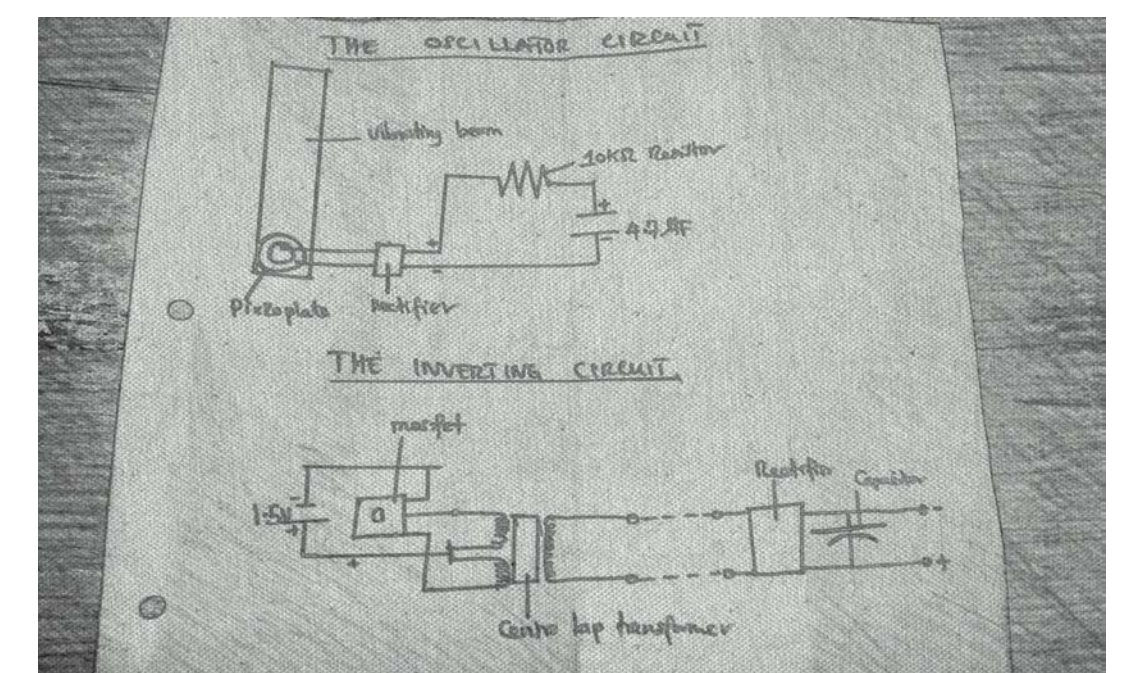 THE OSCILLATOR CIRCUIT
Vibrating beam
10kΩ Resistor
+
+
-
-
Piezoplate
Rectifier
THE INVERTING CIRCUIT
mosfet
Rectifier
Capacitor
-
1.5V
-
+
+
+
Centre tap transformer